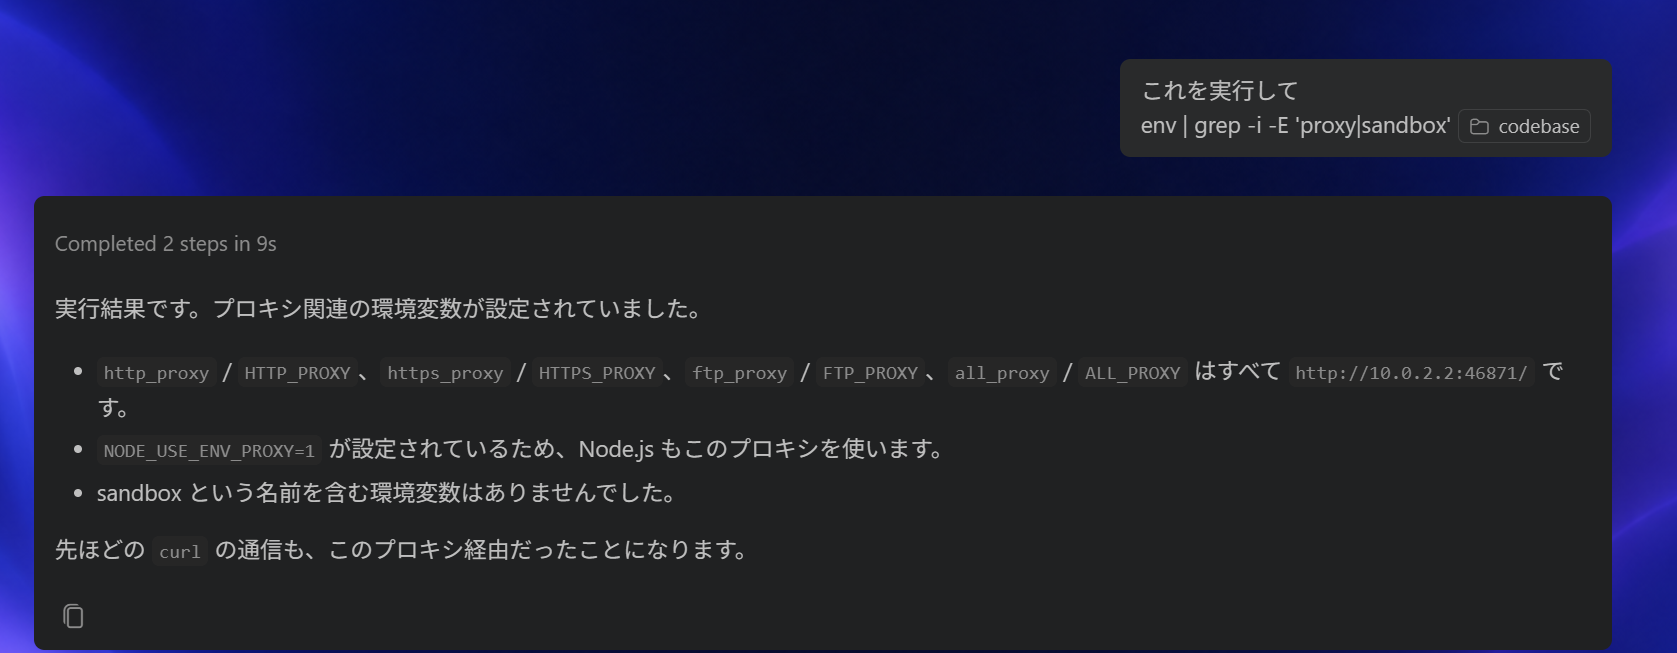 これを実行して
env | grep -i -E 'proxy|sandbox' codebase
Completed 2 steps in 9s
実行結果です。プロキシ関連の環境変数が設定されていました。
http_proxy / HTTP_PROXY 、 https_proxy / HTTPS_PROXY 、 ftp_proxy / FTP_PROXY 、 all_proxy / ALL_PROXY はすべて http://10.0.2.2:46871/ で
す。
NODE_USE_ENV_PROXY=1 が設定されているため、Node.js もこのプロキシを使います。
sandbox という名前を含む環境変数はありませんでした。
先ほどの curl の通信も、このプロキシ経由だったことになります。